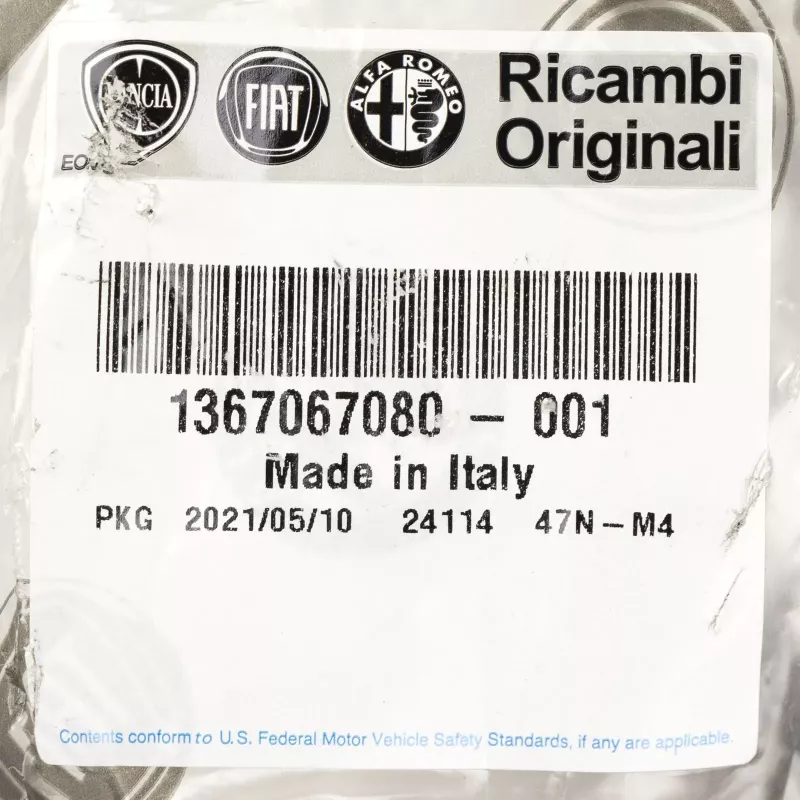 LANCIA
FIAT
ALFA ROMEO
Ricambi
Originali
1367067080 - 001
Made in Italy
PKG 2021/05/10 24114 47N-M4
Contents conform to U.S. Federal Motor Vehicle Safety Standards, if any are applicable.